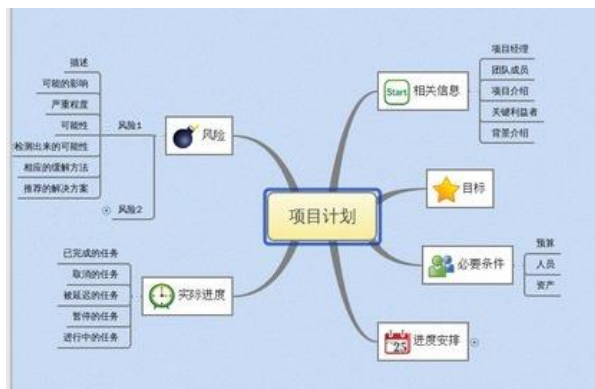 项目计划
Start 相关信息
项目经理
团队成员
项目介绍
关键利益者
背景介绍
目标
必要条件
预算
人员
资产
25
进度安排
风险
风险1
描述
可能的影响
严重程度
可能性
检测出来的可能性
相应的缓解方法
推荐的解决方案
风险2
实际进度
已完成的任务
取消的任务
被延迟的任务
暂停的任务
进行中的任务